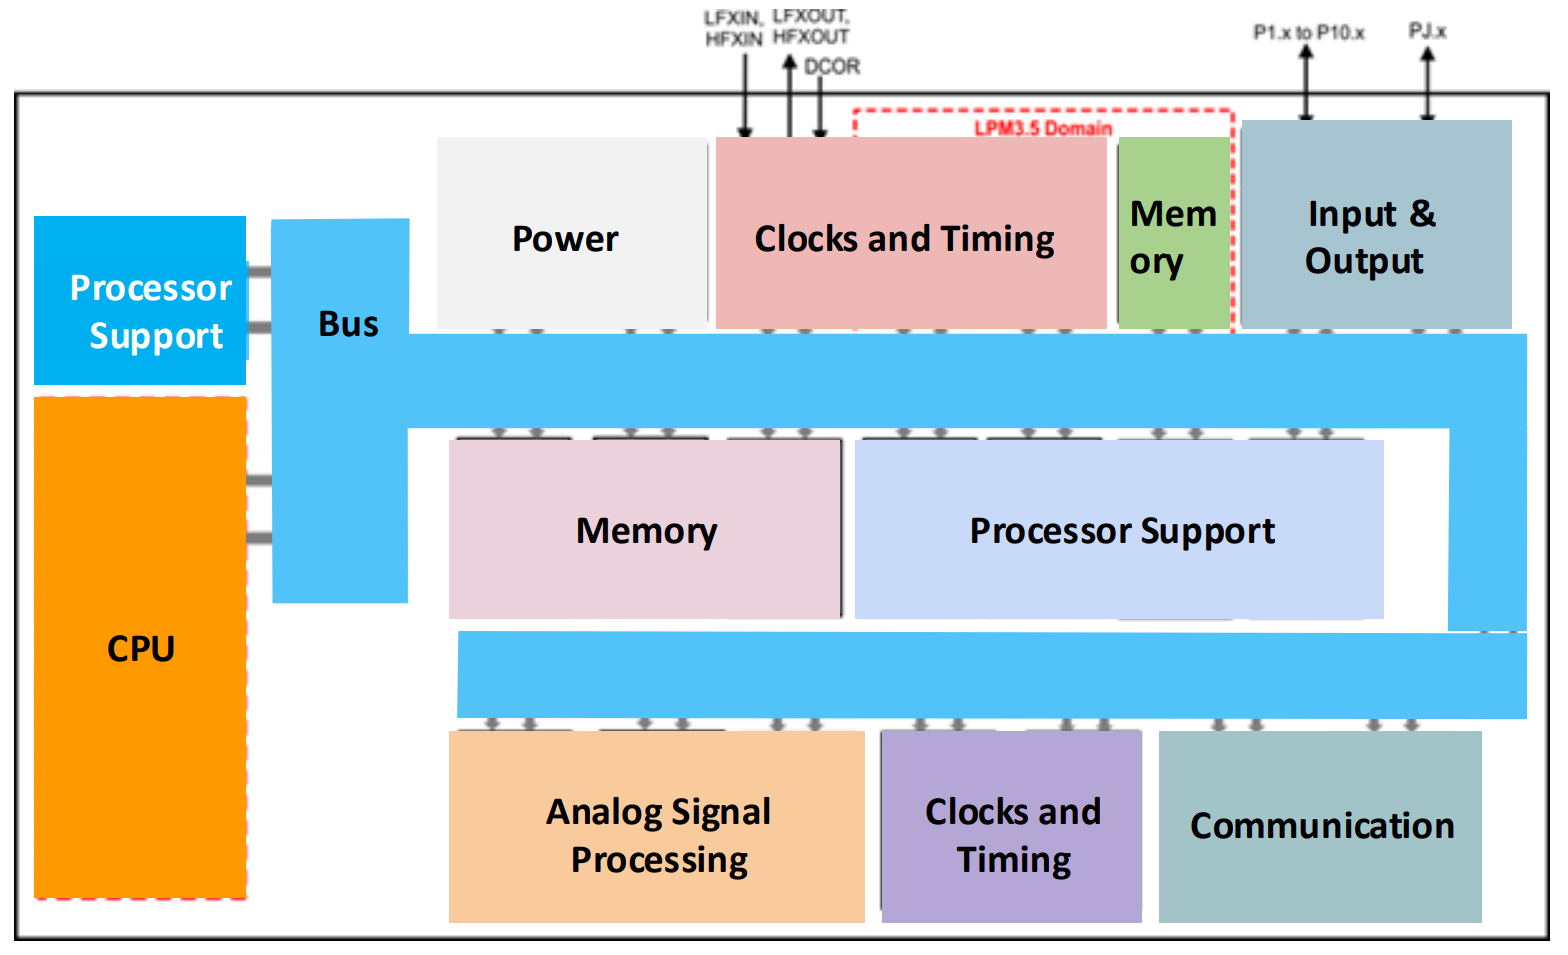 LFXIN, LFXOUT,
HFXIN HFXOUT
DCOR
P1.x to P10.x
PJ.x
LPM3.5 Domain
Power
Clocks and Timing
Mem
ory
Input &
Output
Processor
Support
Bus
CPU
Memory
Processor Support
Analog Signal
Processing
Clocks and
Timing
Communication